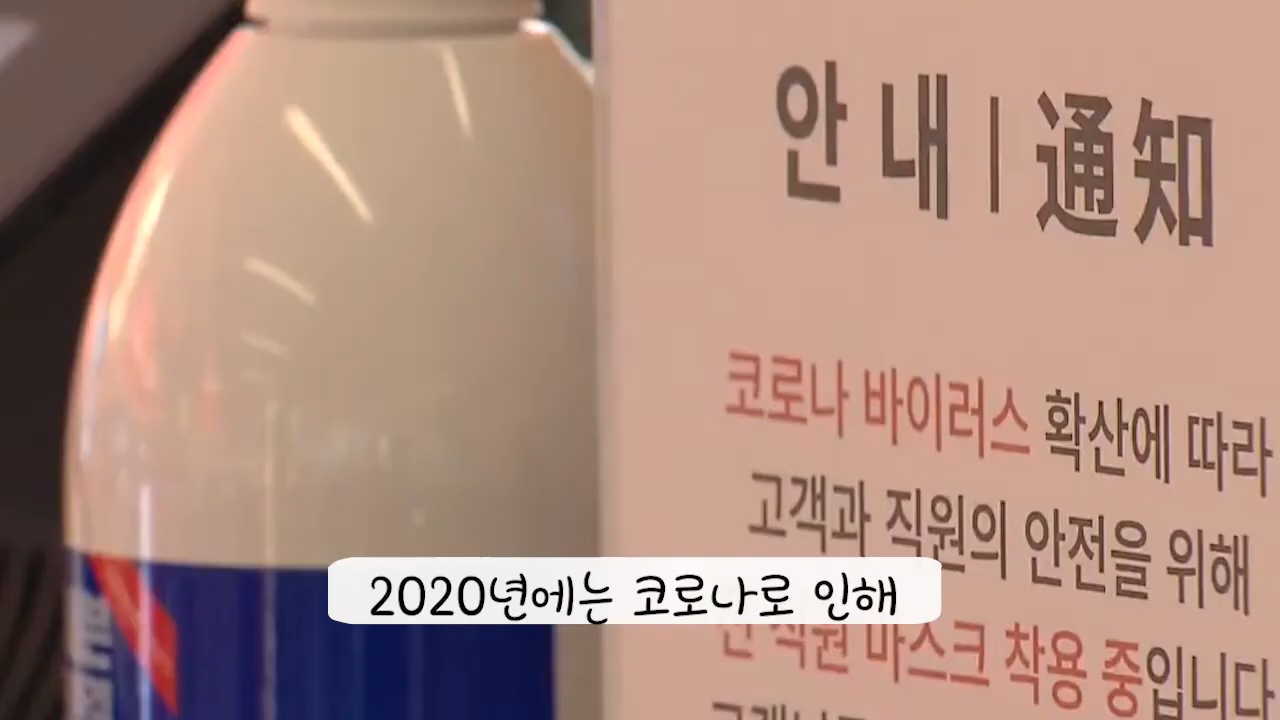 안내 | 通知
코로나 바이러스 확산에 따라
고객과 직원의 안전을 위해
직원 마스크 착용 중입니다
2020년에는 코로나로 인해